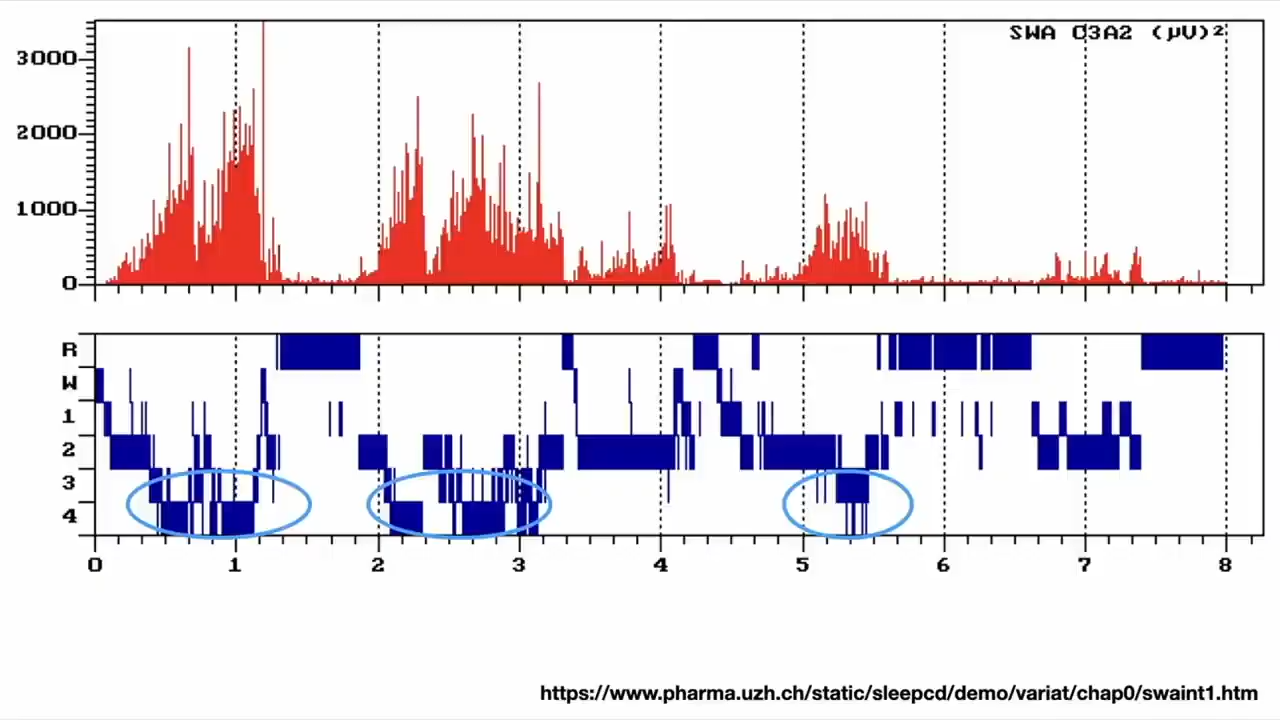 SWA C3A2 (µV)²
3000
2000
1000
0
R
W
1
2
3
4
0 1 2 3 4 5 6 7 8
https://www.pharma.uzh.ch/static/sleepcd/demo/variat/chap0/swaint1.htm